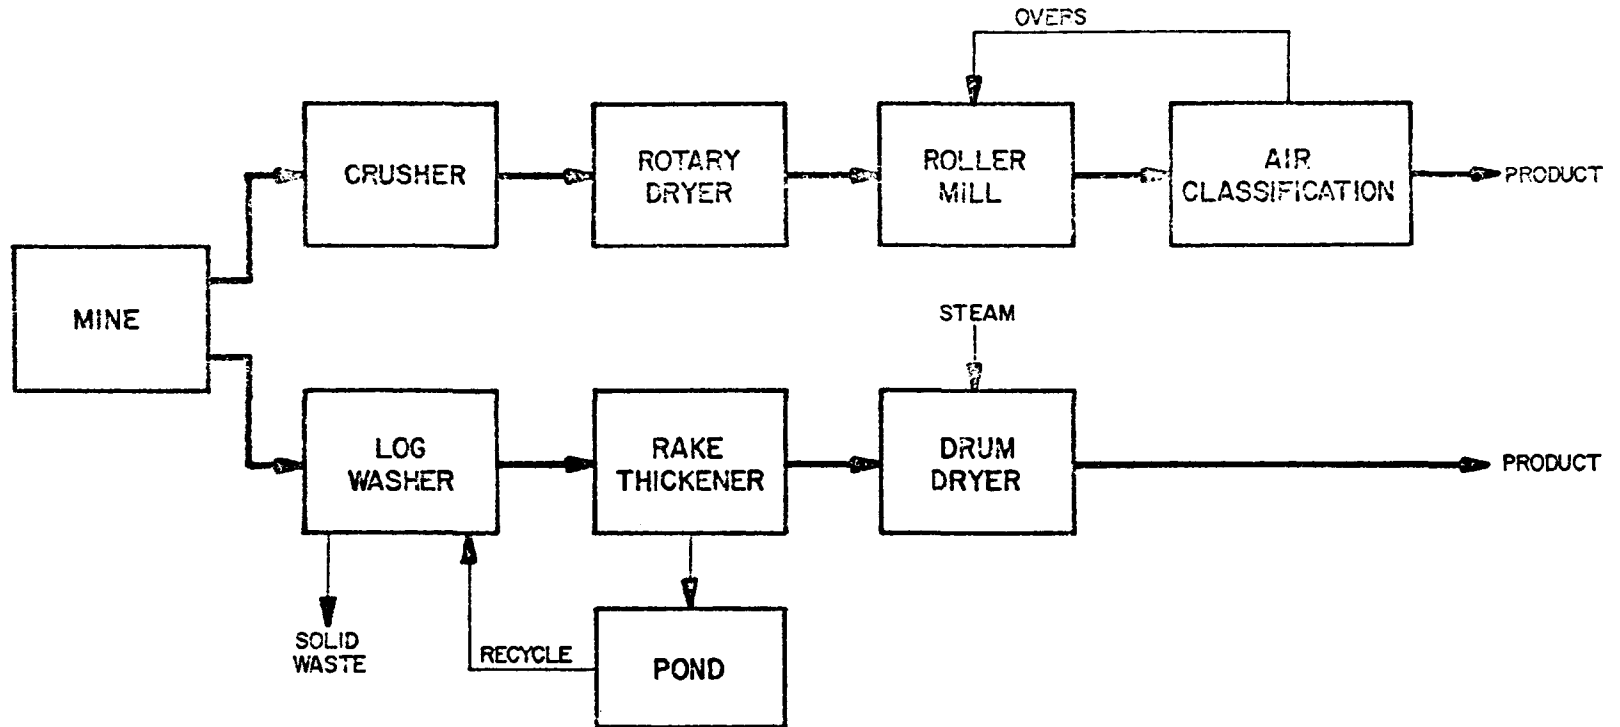 OVERS
CRUSHER
ROTARY
DRYER
ROLLER
MILL
AIR
CLASSIFICATION
PRODUCT
MINE
STEAM
LOG
WASHER
RAKE
THICKENER
DRUM
DRYER
PRODUCT
SOLID
WASTE
RECYCLE
POND